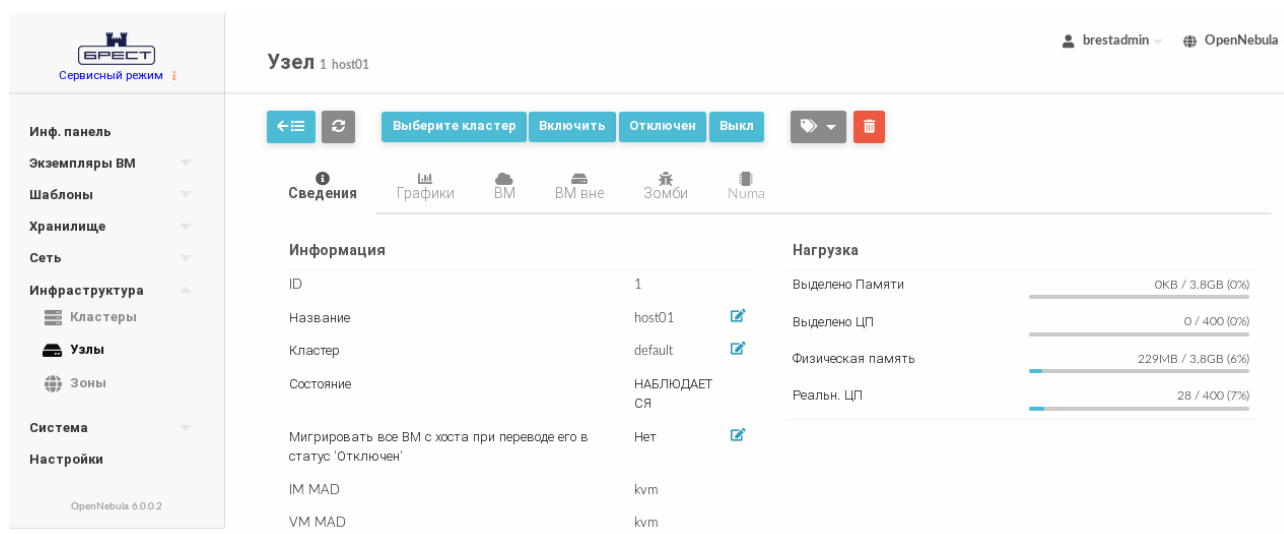 БРЕСТ
Сервисный режим
brestadmin
OpenNebula
Узел 1 host01
Выберите кластер Включить Отключен Выкл
Инф. панель
Экземпляры ВМ
Шаблоны
Хранилище
Сеть
Инфраструктура
Кластеры
Узлы
Зоны
Система
Настройки
OpenNebula 6.0.0.2
Сведения Графики ВМ ВМ вне Зомби Numa
Информация
ID 1
Название host01
Кластер default
Состояние НАБЛЮДАЕТ
СЯ
Мигрировать все ВМ с хоста при переводе его в Нет
статус 'Отключен'
IM MAD kvm
VM MAD kvm
Нагрузка
Выделено Памяти 0KB / 3.8GB (0%)
Выделено ЦП 0 / 400 (0%)
Физическая память 229MB / 3.8GB (6%)
Реальн. ЦП 28 / 400 (7%)